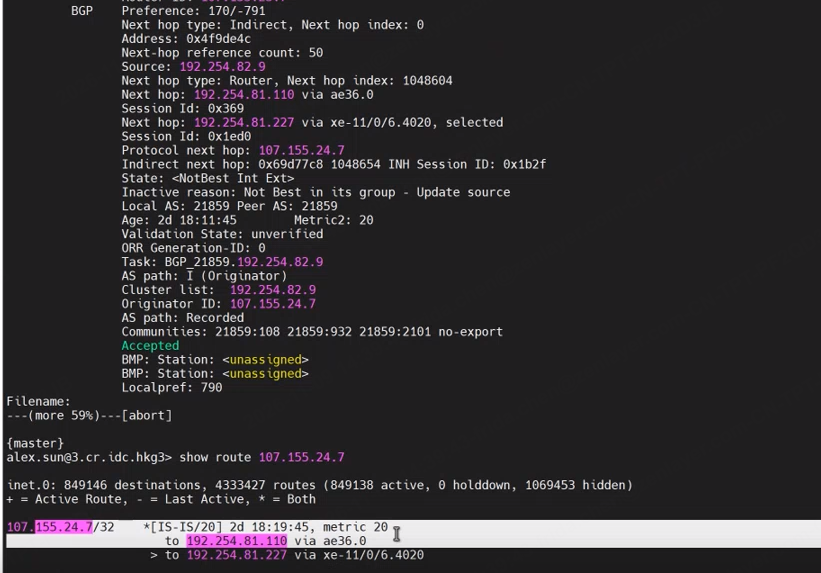 BGP    Preference: 170/-791
Next hop type: Indirect, Next hop index: 0
Address: 0x4f9de4c
Next-hop reference count: 50
Source: 192.254.82.9
Next hop type: Router, Next hop index: 1048604
Next hop: 192.254.81.110 via ae36.0
Session Id: 0x369
Next hop: 192.254.81.227 via xe-11/0/6.4020, selected
Session Id: 0x1ed0
Protocol next hop: 107.155.24.7
Indirect next hop: 0x69d77c8 1048654 INH Session ID: 0x1b2f
State: <NotBest Int Ext>
Inactive reason: Not Best in its group - Update source
Local AS: 21859 Peer AS: 21859
Age: 2d 18:11:45    Metric2: 20
Validation State: unverified
ORR Generation-ID: 0
Task: BGP_21859.192.254.82.9
AS path: I (Originator)
Cluster list:  192.254.82.9
Originator ID: 107.155.24.7
AS path: Recorded
Communities: 21859:108 21859:932 21859:2101 no-export
Accepted
BMP: Station: <unassigned>
BMP: Station: <unassigned>
Localpref: 790
Filename:
---(more 59%)---[abort]
{master}
alex.sun@3.cr.idc.hkg3> show route 107.155.24.7
inet.0: 849146 destinations, 4333427 routes (849138 active, 0 holddown, 1069453 hidden)
+ = Active Route, - = Last Active, * = Both
107.155.24.7/32    *[IS-IS/20] 2d 18:19:45, metric 20
to 192.254.81.110 via ae36.0
> to 192.254.81.227 via xe-11/0/6.4020